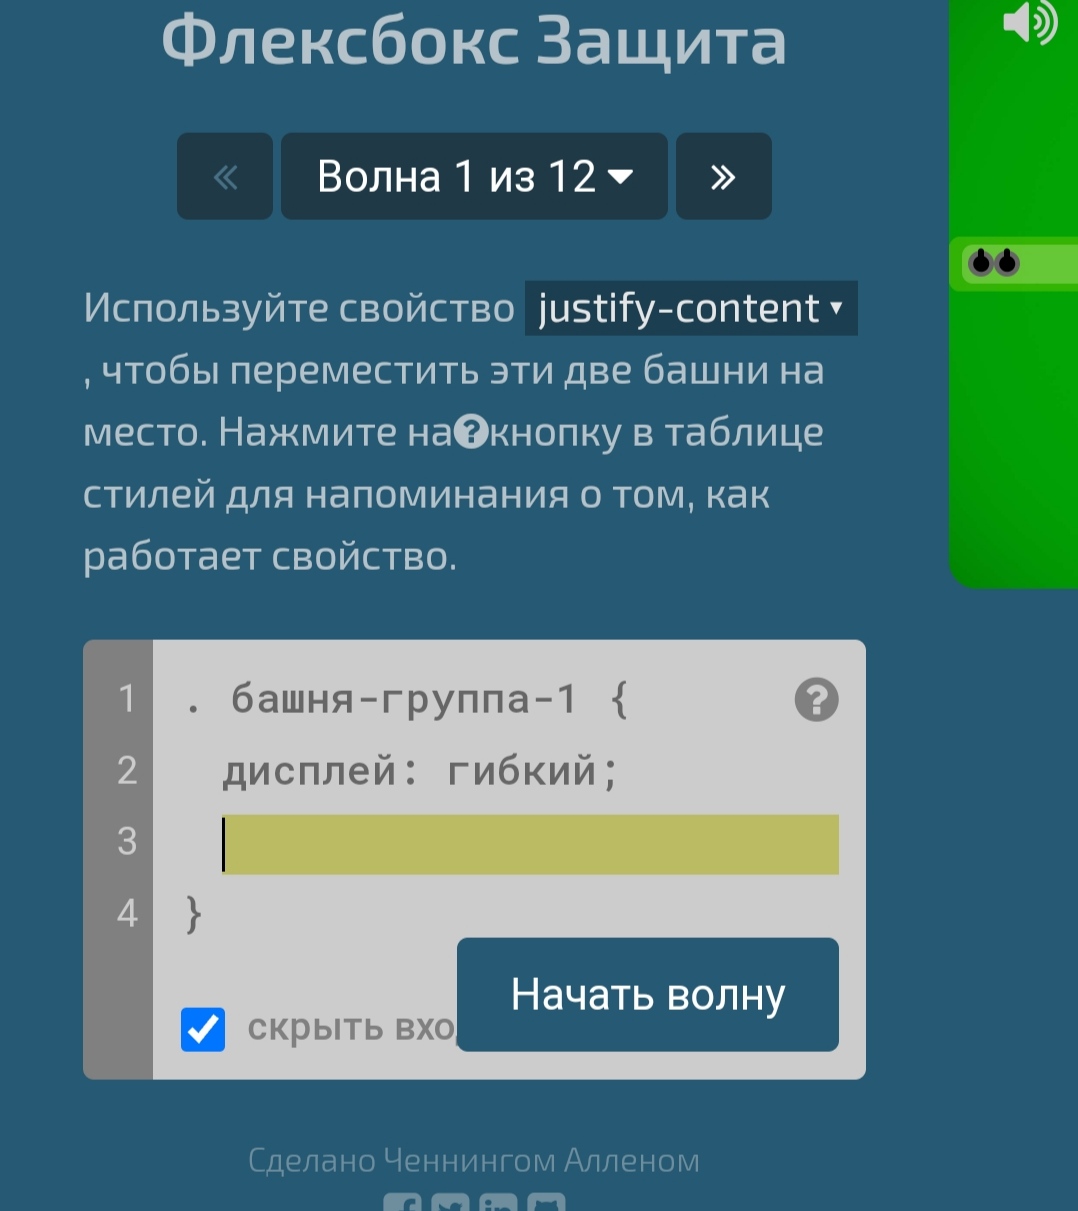 Флексбокс Защита
« Волна 1 из 12 »
Используйте свойство justify-content
, чтобы переместить эти две башни на
место. Нажмите на?кнопку в таблице
стилей для напоминания о том, как
работает свойство.
1 . башня-группа-1 { ?
2 дисплей: гибкий;
3
4 }
Начать волну
скрыть вхо
Сделано Ченнингом Алленом